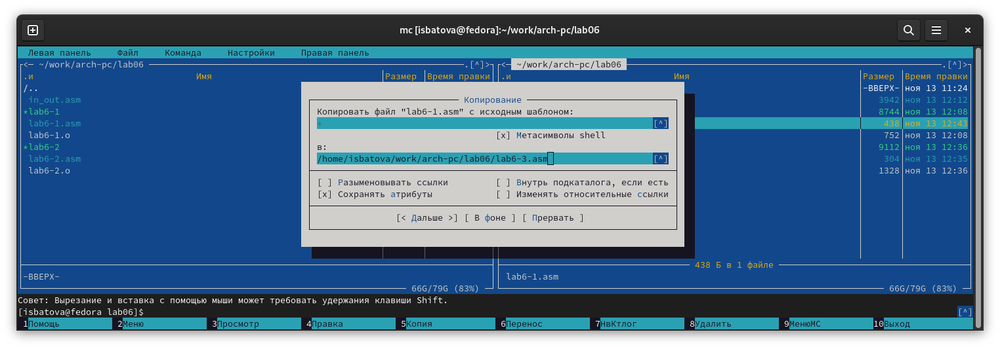 mc [isbatova@fedora]:~/work/arch-pc/lab06
Левая панель Файл Команда Настройки Правая панель
<─ ~/work/arch-pc/lab06 .[^]> <─ ~/work/arch-pc/lab06 .[^]>
.и Имя Размер Время правки .и Имя Размер Время правки
/.. -ВВЕРХ- ноя 13 11:24
in_out.asm 3942 ноя 13 12:12
*lab6-1 8744 ноя 13 12:08
lab6-1.asm 438 ноя 13 12:43
lab6-1.o 752 ноя 13 12:08
*lab6-2 9112 ноя 13 12:36
lab6-2.asm 304 ноя 13 12:35
lab6-2.o 1328 ноя 13 12:36
Копирование
Копировать файл "lab6-1.asm" с исходным шаблоном:
* [^]
[x] Метасимволы shell
в:
/home/isbatova/work/arch-pc/lab06/lab6-3.asm [^]
[ ] Разыменовывать ссылки [ ] Внутрь подкаталога, если есть
[x] Сохранять атрибуты [ ] Изменять относительные ссылки
[< Дальше >] [ В фоне ] [ Прервать ]
438 Б в 1 файле
-ВВЕРХ- lab6-1.asm
66G/79G (83%) 66G/79G (83%)
Совет: Вырезание и вставка с помощью мыши может требовать удержания клавиши Shift.
[isbatova@fedora lab06]$ [^]
1Помощь 2Меню 3Просмотр 4Правка 5Копия 6Перенос 7НвКтлог 8Удалить 9МенюМС 10Выход